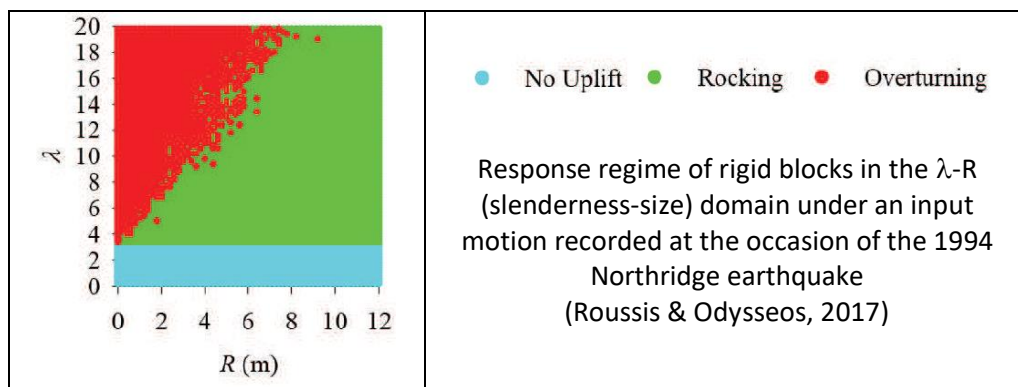 20
18
16
14
12
10
8
6
4
2
0
λ
0 2 4 6 8 10 12
R (m)
No Uplift Rocking Overturning
Response regime of rigid blocks in the λ-R
(slenderness-size) domain under an input
motion recorded at the occasion of the 1994
Northridge earthquake
(Roussis & Odysseos, 2017)